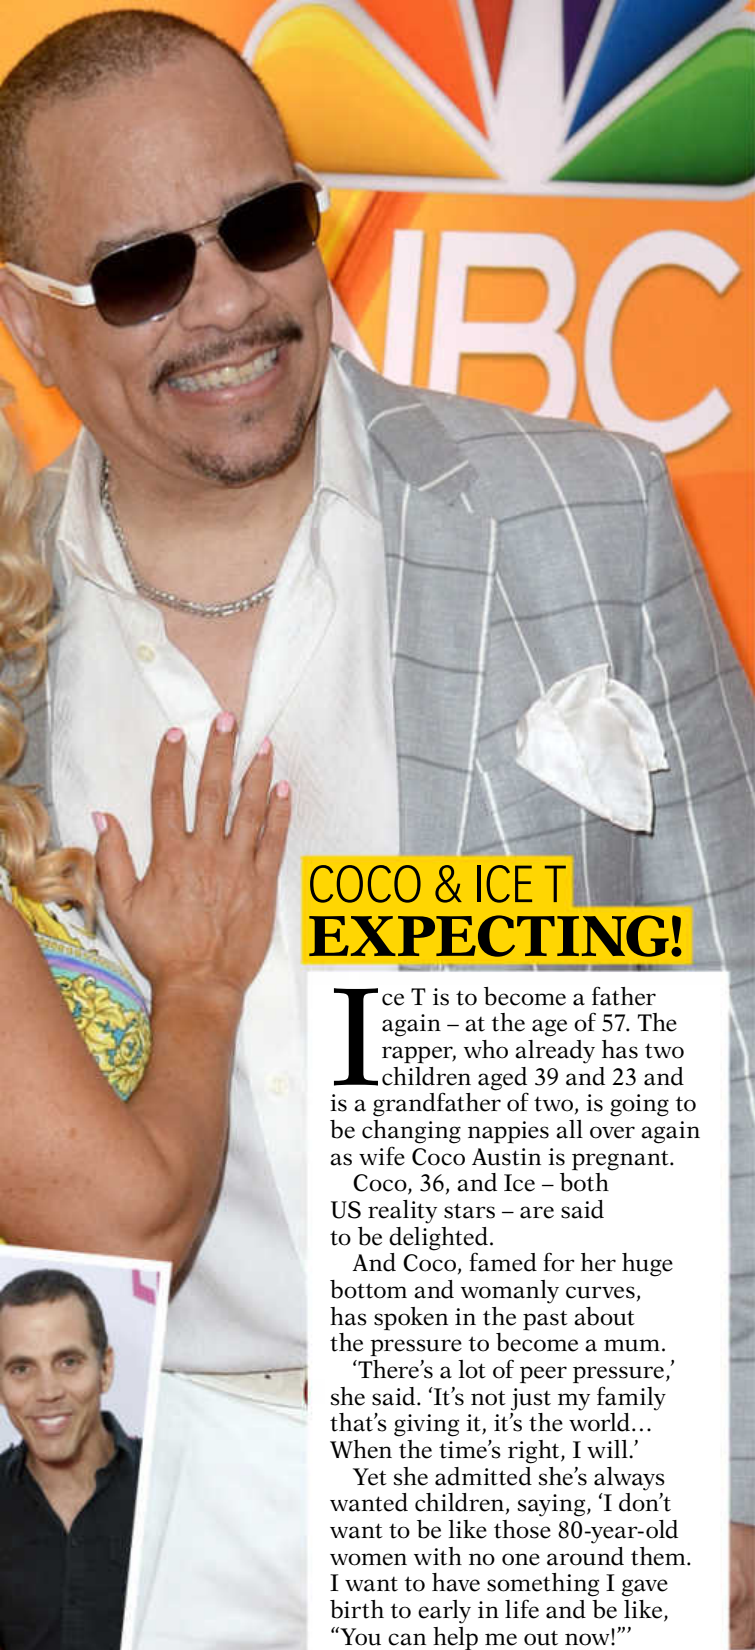 NBC
COCO & ICE T
EXPECTING!
Ice T is to become a father
again – at the age of 57. The
rapper, who already has two
children aged 39 and 23 and
is a grandfather of two, is going to
be changing nappies all over again
as wife Coco Austin is pregnant.
Coco, 36, and Ice – both
US reality stars – are said
to be delighted.
And Coco, famed for her huge
bottom and womanly curves,
has spoken in the past about
the pressure to become a mum.
‘There’s a lot of peer pressure,’
she said. ‘It’s not just my family
that’s giving it, it’s the world…
When the time’s right, I will.’
Yet she admitted she’s always
wanted children, saying, ‘I don’t
want to be like those 80-year-old
women with no one around them.
I want to have something I gave
birth to early in life and be like,
“You can help me out now!”’